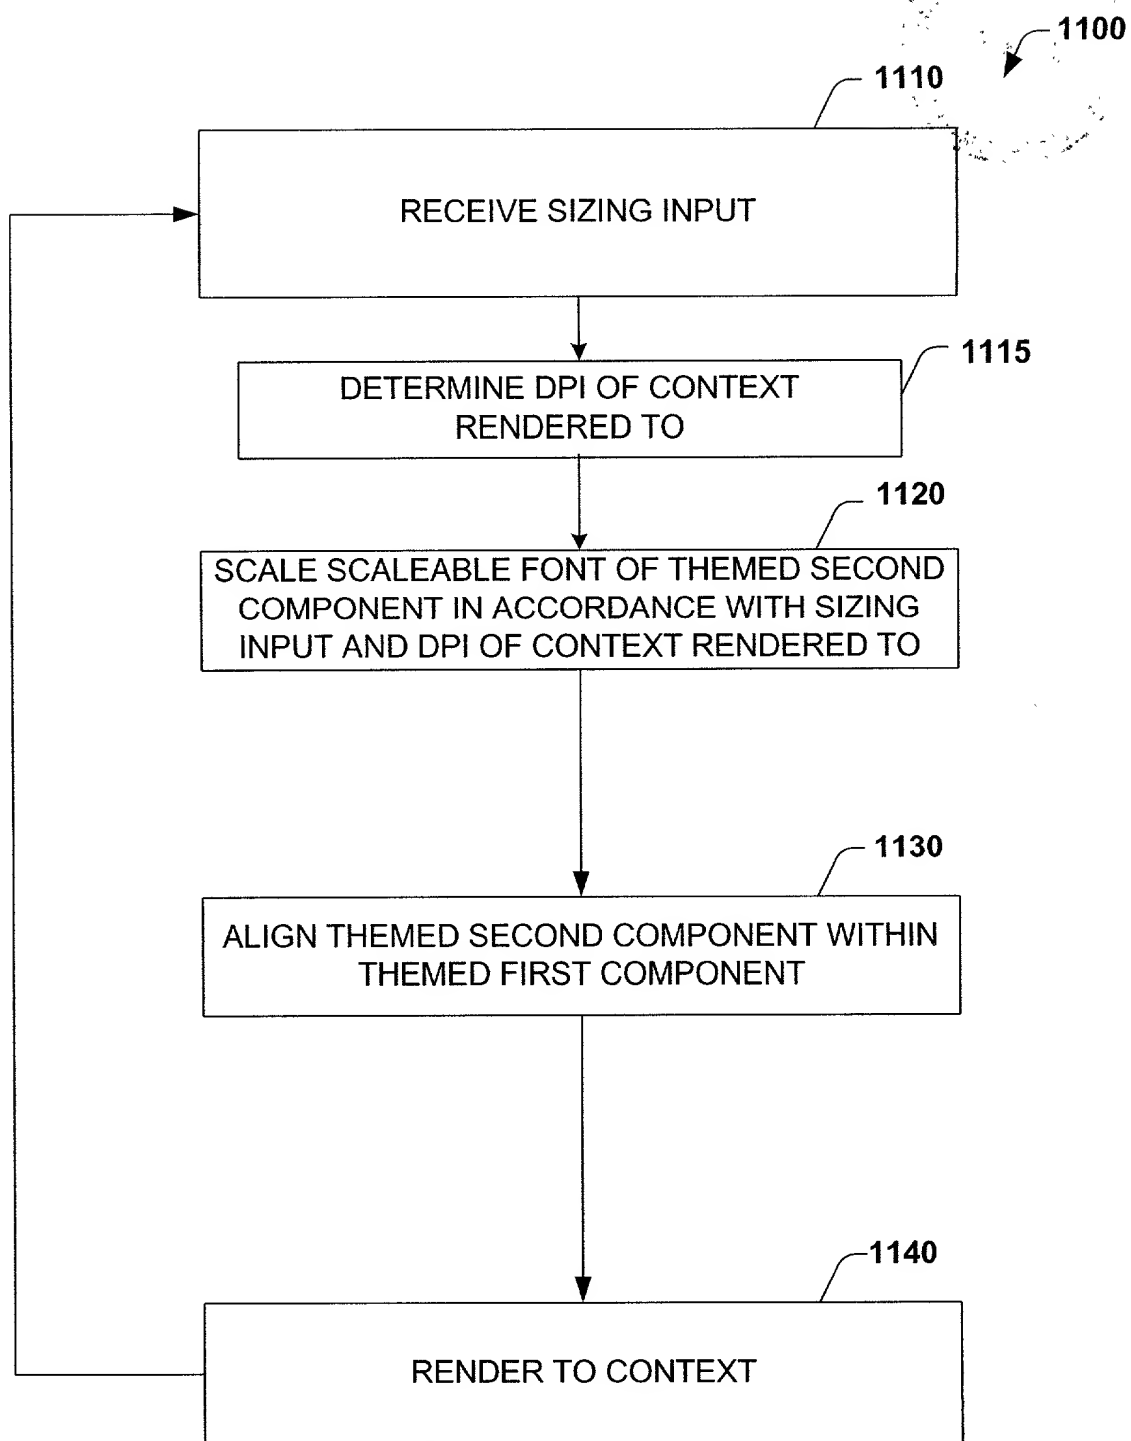 1100
1110
RECEIVE SIZING INPUT
1115
DETERMINE DPI OF CONTEXT
RENDERED TO
1120
SCALE SCALEABLE FONT OF THEMED SECOND
COMPONENT IN ACCORDANCE WITH SIZING
INPUT AND DPI OF CONTEXT RENDERED TO
1130
ALIGN THEMED SECOND COMPONENT WITHIN
THEMED FIRST COMPONENT
1140
RENDER TO CONTEXT